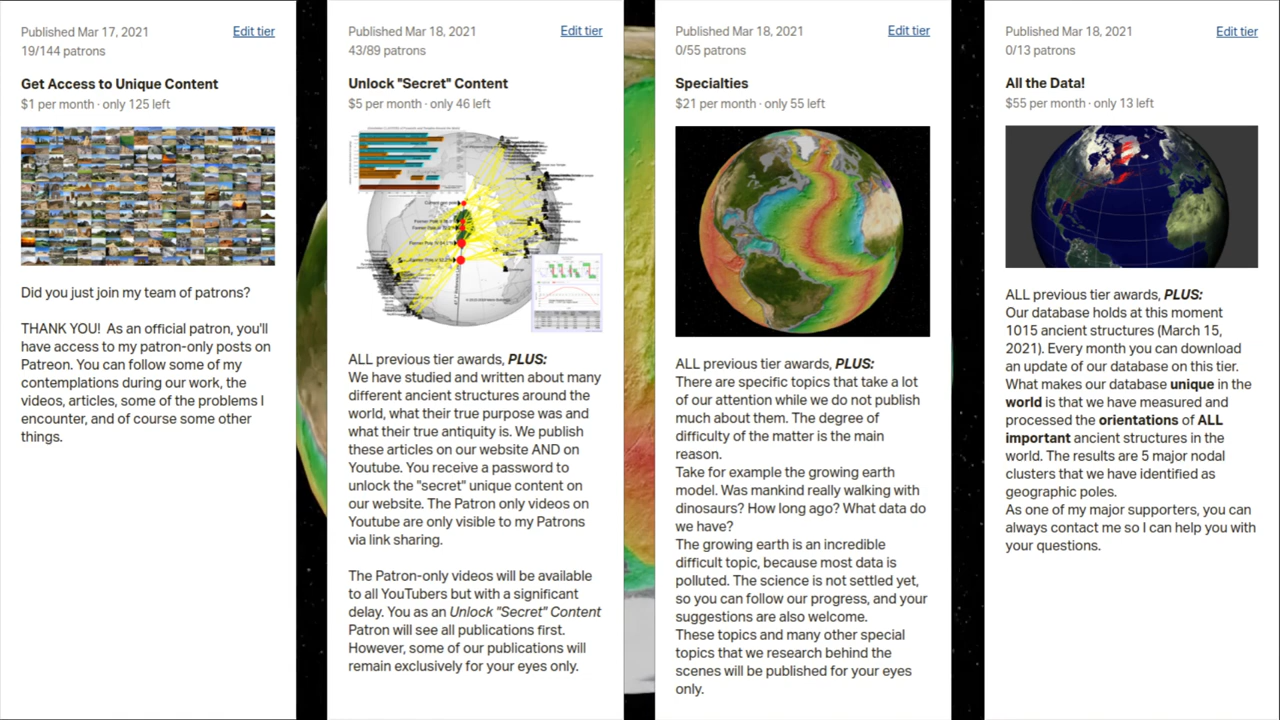 Published Mar 17, 2021
Edit tier
19/144 patrons
Get Access to Unique Content
$1 per month · only 125 left
Did you just join my team of patrons?
THANK YOU!  As an official patron, you'll
have access to my patron-only posts on
Patreon. You can follow some of my
contemplations during our work, the
videos, articles, some of the problems I
encounter, and of course some other
things.
Published Mar 18, 2021
Edit tier
43/89 patrons
Unlock "Secret" Content
$5 per month · only 46 left
ALL previous tier awards, PLUS:
We have studied and written about many
different ancient structures around the
world, what their true purpose was and
what their true antiquity is. We publish
these articles on our website AND on
Youtube. You receive a password to
unlock the "secret" unique content on
our website. The Patron only videos on
Youtube are only visible to my Patrons
via link sharing.
The Patron-only videos will be available
to all YouTubers but with a significant
delay. You as an Unlock "Secret" Content
Patron will see all publications first.
However, some of our publications will
remain exclusively for your eyes only.
Published Mar 18, 2021
Edit tier
0/55 patrons
Specialties
$21 per month · only 55 left
ALL previous tier awards, PLUS:
There are specific topics that take a lot
of our attention while we do not publish
much about them. The degree of
difficulty of the matter is the main
reason.
Take for example the growing earth
model. Was mankind really walking with
dinosaurs? How long ago? What data do
we have?
The growing earth is an incredible
difficult topic, because most data is
polluted. The science is not settled yet,
so you can follow our progress, and your
suggestions are also welcome.
These topics and many other special
topics that we research behind the
scenes will be published for your eyes
only.
Published Mar 18, 2021
Edit tier
0/13 patrons
All the Data!
$55 per month · only 13 left
ALL previous tier awards, PLUS:
Our database holds at this moment
1015 ancient structures (March 15,
2021). Every month you can download
an update of our database on this tier.
What makes our database unique in the
world is that we have measured and
processed the orientations of ALL
important ancient structures in the
world. The results are 5 major nodal
clusters that we have identified as
geographic poles.
As one of my major supporters, you can
always contact me so I can help you with
your questions.